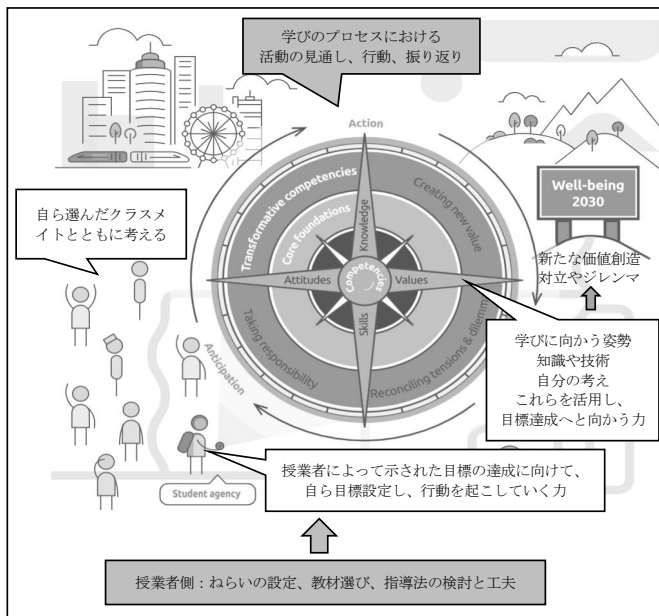 学びのプロセスにおける
活動の見通し、行動、振り返り
Action
Well-being
2030
自ら選んだクラスメ
イトとともに考える
Transformative competencies
Creating new value
Core foundations
Knowledge
Attitudes
Competencies
Values
Skills
新たな価値創造
対立やジレンマ
Taking responsibility
Reconciling tensions & dilemm
Anticipation
学びに向かう姿勢
知識や技術
自分の考え
これらを活用し、
目標達成へと向かう力
授業者によって示された目標の達成に向けて、
自ら目標設定し、行動を起こしていく力
Student agency
授業者側：ねらいの設定、教材選び、指導法の検討と工夫